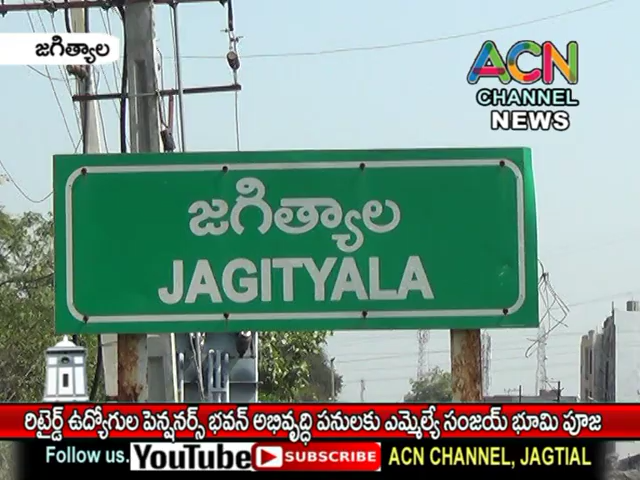 జగిత్యాల
ACN
CHANNEL
NEWS
జగిత్యాల
JAGITYALA
రిటైర్డ్ ఉద్యోగుల పెన్షనర్స్ భవన్ అభివృద్ధి పనులకు ఎమ్మెల్యే సంజయ్ భూమి పూజ
Follow us. YouTube SUBSCRIBE ACN CHANNEL, JAGTIAL